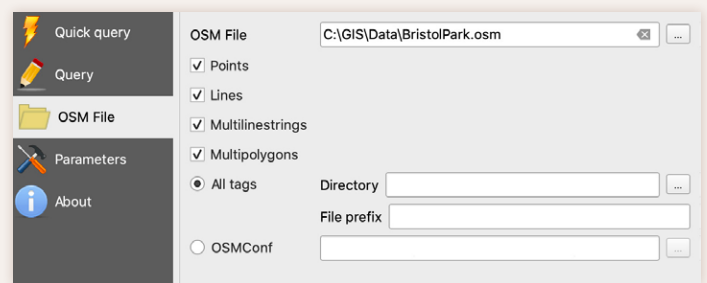 Quick query
Query
OSM File
Parameters
About
OSM File C:\GIS\Data\BristolPark.osm ...
Points
Lines
Multilinestrings
Multipolygons
All tags Directory ...
File prefix
OSMConf ...